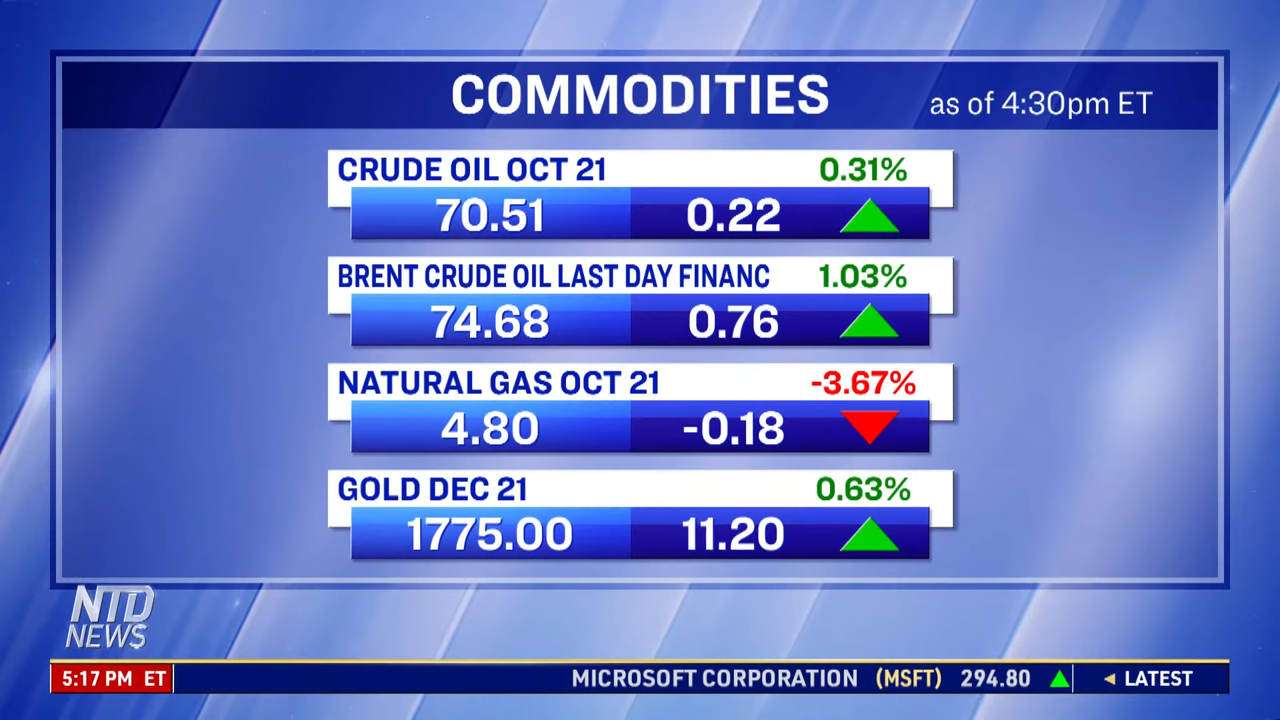 COMMODITIES as of 4:30pm ET
CRUDE OIL OCT 21 0.31%
70.51 0.22
BRENT CRUDE OIL LAST DAY FINANC 1.03%
74.68 0.76
NATURAL GAS OCT 21 -3.67%
4.80 -0.18
GOLD DEC 21 0.63%
1775.00 11.20
NTD
NEWS
5:17 PM ET MICROSOFT CORPORATION (MSFT) 294.80 LATEST